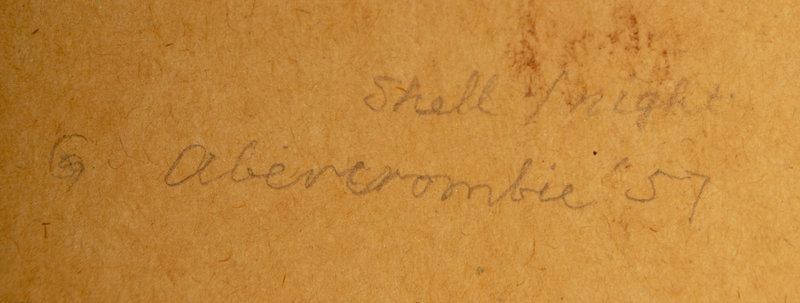 Shell / night
G Abercrombie '57